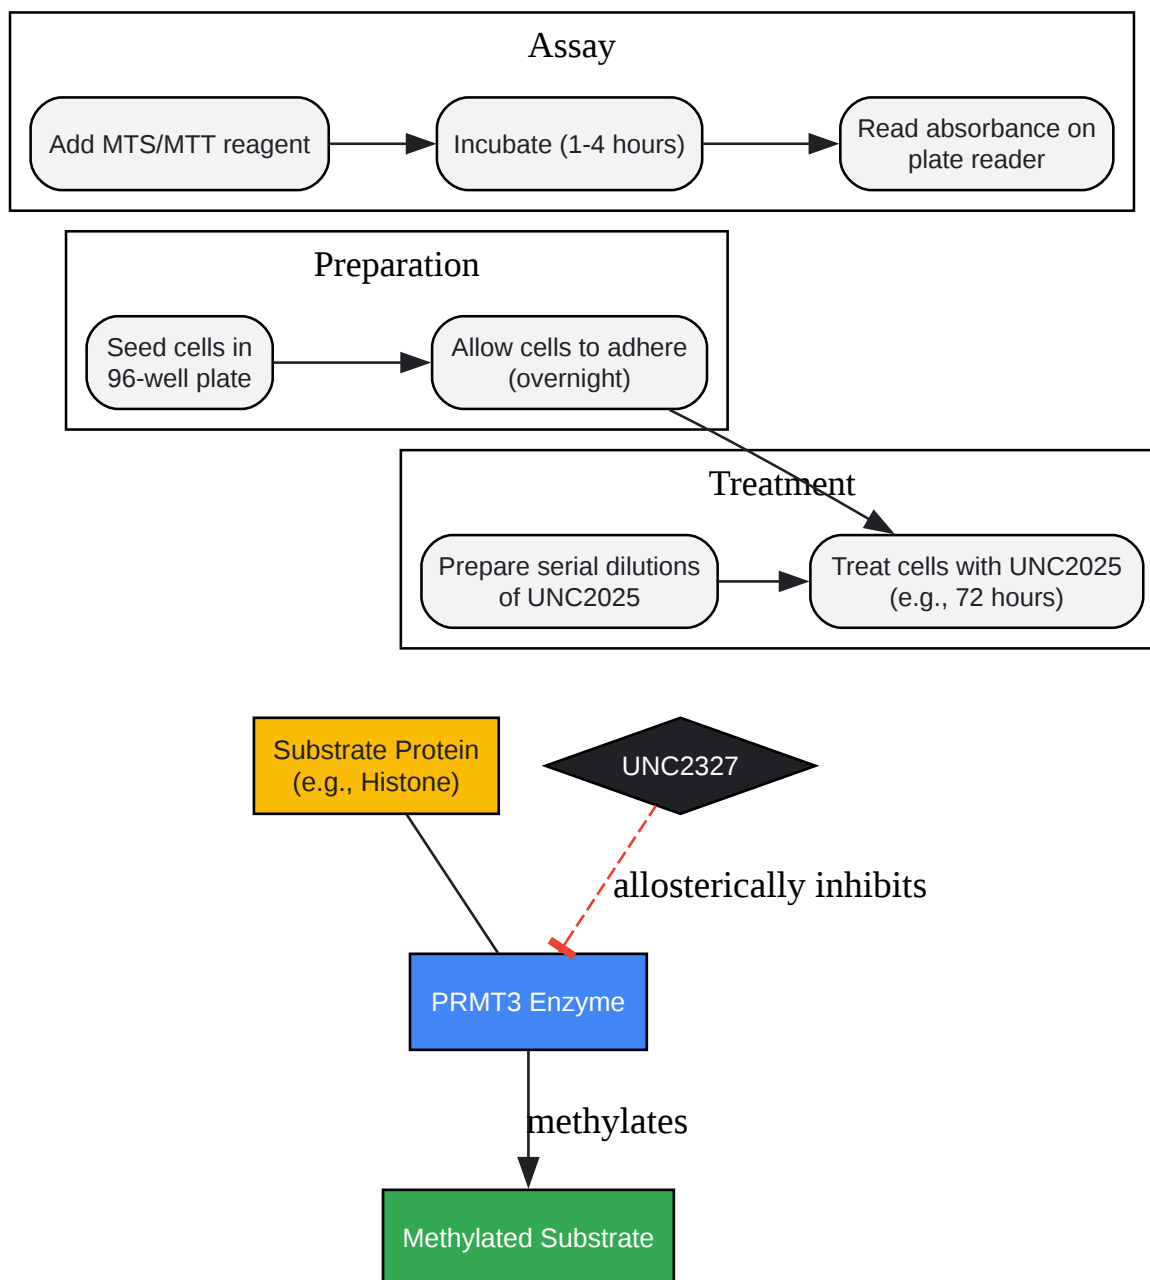 Assay
Add MTS/MTT reagent
Incubate (1-4 hours)
Read absorbance on
plate reader
Preparation
Seed cells in
96-well plate
Allow cells to adhere
(overnight)
Treatment
Prepare serial dilutions
of UNC2025
Treat cells with UNC2025
(e.g., 72 hours)
Substrate Protein
(e.g., Histone)
UNC2327
allosterically inhibits
PRMT3 Enzyme
methylates
Methylated Substrate